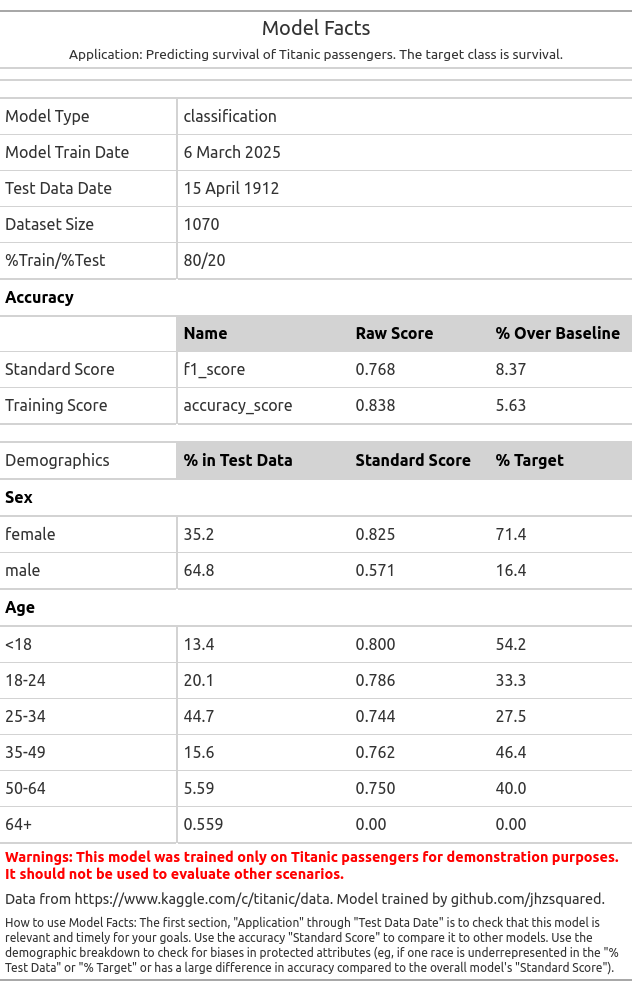 Model Facts
Application: Predicting survival of Titanic passengers. The target class is survival.
Model Type classification
Model Train Date 6 March 2025
Test Data Date 15 April 1912
Dataset Size 1070
%Train/%Test 80/20
Accuracy
Name Raw Score % Over Baseline
Standard Score f1_score 0.768 8.37
Training Score accuracy_score 0.838 5.63
Demographics % in Test Data Standard Score % Target
Sex
female 35.2 0.825 71.4
male 64.8 0.571 16.4
Age
<18 13.4 0.800 54.2
18-24 20.1 0.786 33.3
25-34 44.7 0.744 27.5
35-49 15.6 0.762 46.4
50-64 5.59 0.750 40.0
64+ 0.559 0.00 0.00
Warnings: This model was trained only on Titanic passengers for demonstration purposes.
It should not be used to evaluate other scenarios.
Data from https://www.kaggle.com/c/titanic/data. Model trained by github.com/jhzsquared.
How to use Model Facts: The first section, "Application" through "Test Data Date" is to check that this model is
relevant and timely for your goals. Use the accuracy "Standard Score" to compare it to other models. Use the
demographic breakdown to check for biases in protected attributes (eg, if one race is underrepresented in the "%
Test Data" or "% Target" or has a large difference in accuracy compared to the overall model's "Standard Score").